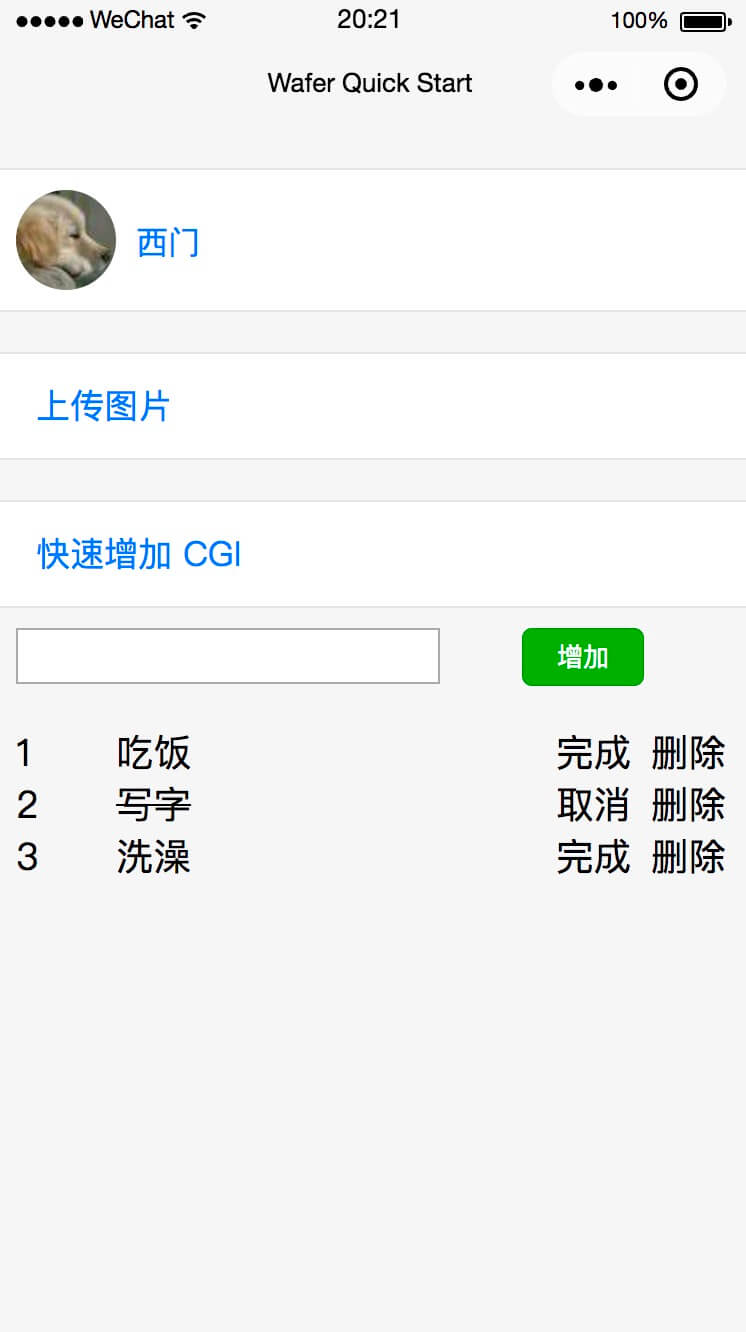 WeChat 20:21 100%
Wafer Quick Start
西门
上传图片
快速增加 CGI
增加
1 吃饭 完成 删除
2 写字 取消 删除
3 洗澡 完成 删除